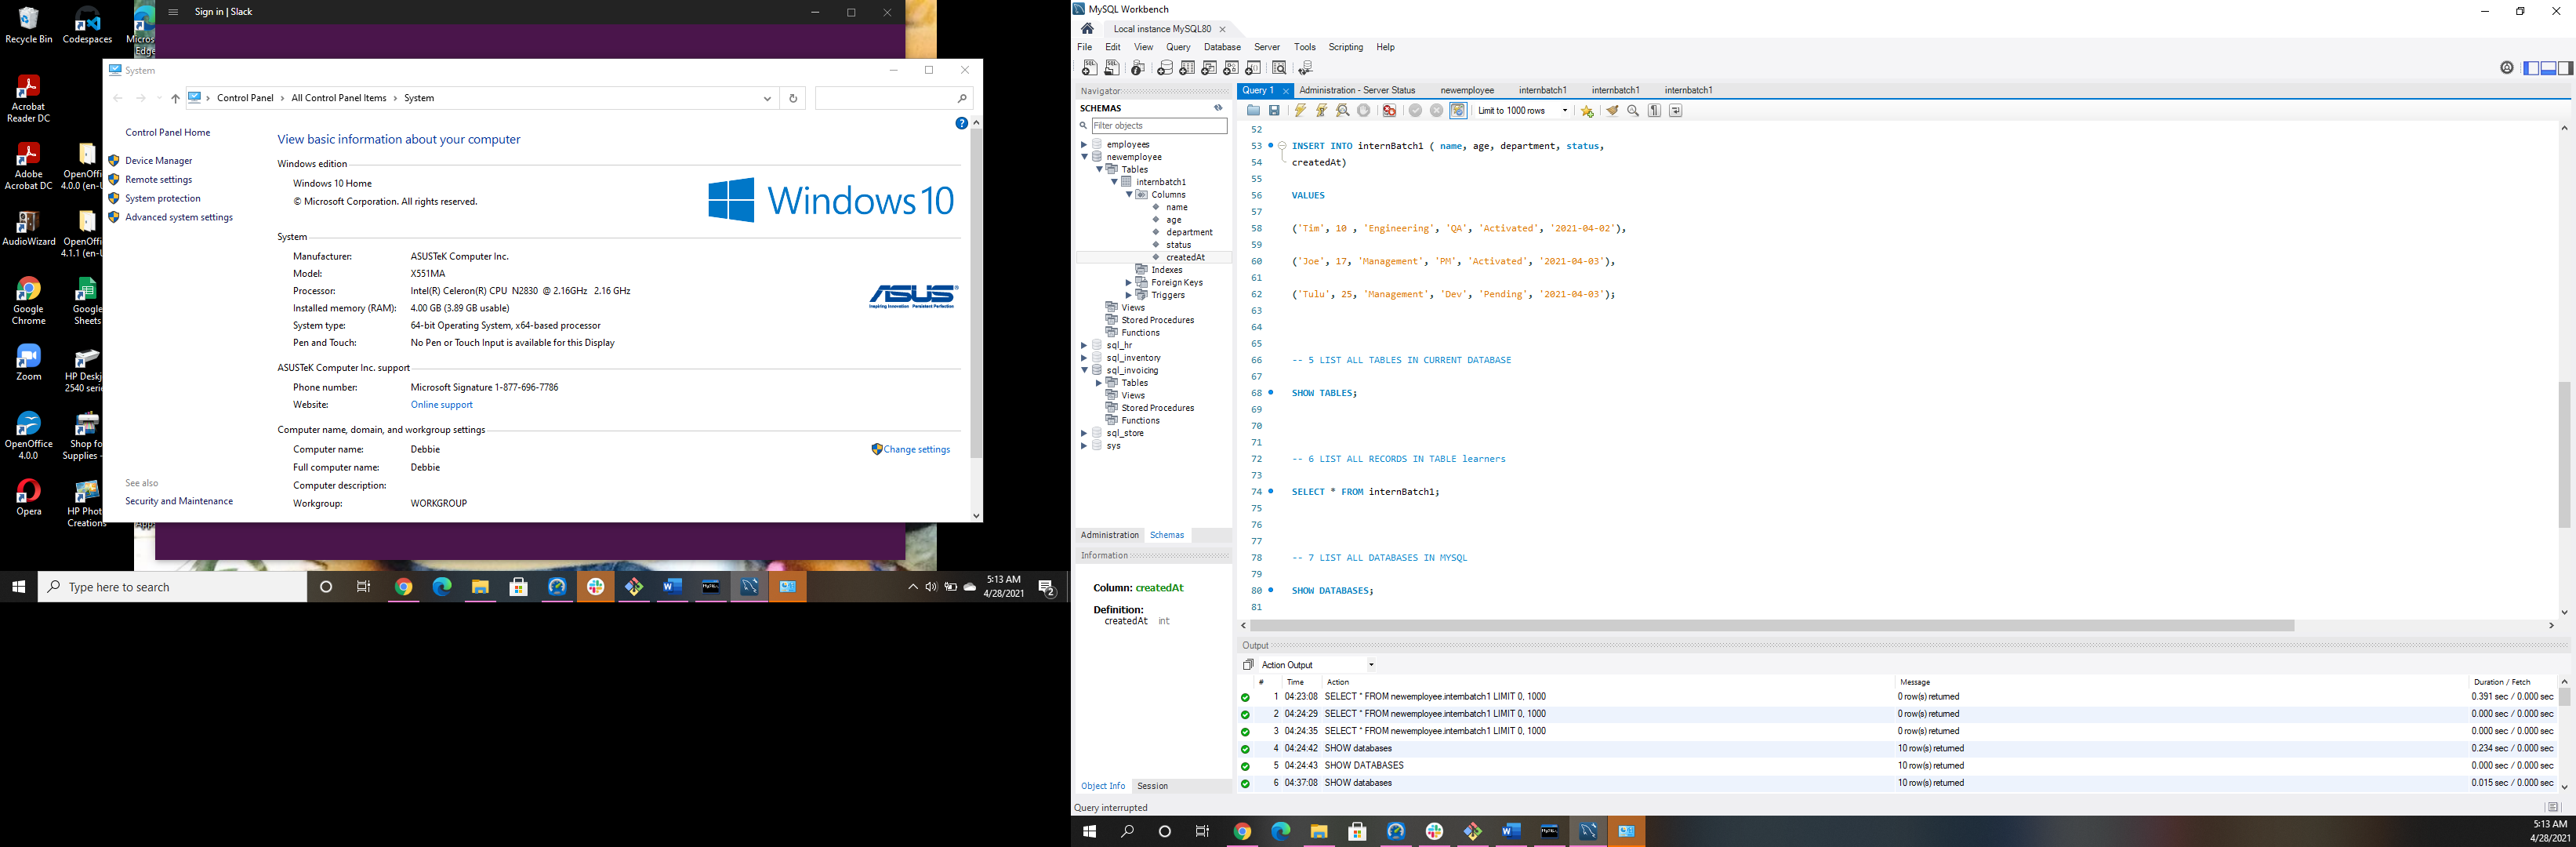 Recycle Bin
Codespaces
Micros
Edge
Acrobat
Reader DC
Adobe
Acrobat DC
OpenOffi
4.0.0 (en-U
AudioWizard
OpenOffi
4.1.1 (en-U
Google
Chrome
Google
Sheets
Zoom
HP Deskj
2540 serie
OpenOffice
4.0.0
Shop fo
Supplies -
Opera
HP Phot
Creations
Sign in | Slack
System
Control Panel › All Control Panel Items › System
Control Panel Home
Device Manager
Remote settings
System protection
Advanced system settings
See also
Security and Maintenance
View basic information about your computer
Windows edition
Windows 10 Home
© Microsoft Corporation. All rights reserved.
Windows 10
System
Manufacturer: ASUSTeK Computer Inc.
Model: X551MA
Processor: Intel(R) Celeron(R) CPU N2830 @ 2.16GHz 2.16 GHz
Installed memory (RAM): 4.00 GB (3.89 GB usable)
System type: 64-bit Operating System, x64-based processor
Pen and Touch: No Pen or Touch Input is available for this Display
ASUS
Inspiring Innovation Persistent Perfection
ASUSTeK Computer Inc. support
Phone number: Microsoft Signature 1-877-696-7786
Website: Online support
Computer name, domain, and workgroup settings
Computer name: Debbie
Change settings
Full computer name: Debbie
Computer description:
Workgroup: WORKGROUP
Type here to search
5:13 AM
4/28/2021
2
MySQL Workbench
Local instance MySQL80
File Edit View Query Database Server Tools Scripting Help
Navigator
SCHEMAS
Filter objects
employees
newemployee
Tables
internbatch1
Columns
name
age
department
status
createdAt
Indexes
Foreign Keys
Triggers
Views
Stored Procedures
Functions
sql_hr
sql_inventory
sql_invoicing
Tables
Views
Stored Procedures
Functions
sql_store
sys
Administration Schemas
Information
Column: createdAt
Definition:
createdAt int
Object Info Session
Query interrupted
Query 1 Administration - Server Status newemployee internbatch1 internbatch1 internbatch1
Limit to 1000 rows
52
53 INSERT INTO internBatch1 ( name, age, department, status,
54 createdAt)
55
56 VALUES
57
58 ('Tim', 10 , 'Engineering', 'QA', 'Activated', '2021-04-02'),
59
60 ('Joe', 17, 'Management', 'PM', 'Activated', '2021-04-03'),
61
62 ('Tulu', 25, 'Management', 'Dev', 'Pending', '2021-04-03');
63
64
65
66 -- 5 LIST ALL TABLES IN CURRENT DATABASE
67
68 SHOW TABLES;
69
70
71
72 -- 6 LIST ALL RECORDS IN TABLE learners
73
74 SELECT * FROM internBatch1;
75
76
77
78 -- 7 LIST ALL DATABASES IN MYSQL
79
80 SHOW DATABASES;
81
Output
Action Output
# Time Action Message Duration / Fetch
1 04:23:08 SELECT * FROM newemployee.internbatch1 LIMIT 0, 1000 0 row(s) returned 0.391 sec / 0.000 sec
2 04:24:29 SELECT * FROM newemployee.internbatch1 LIMIT 0, 1000 0 row(s) returned 0.000 sec / 0.000 sec
3 04:24:35 SELECT * FROM newemployee.internbatch1 LIMIT 0, 1000 0 row(s) returned 0.000 sec / 0.000 sec
4 04:24:42 SHOW databases 10 row(s) returned 0.234 sec / 0.000 sec
5 04:24:43 SHOW DATABASES 10 row(s) returned 0.000 sec / 0.000 sec
6 04:37:08 SHOW databases 10 row(s) returned 0.015 sec / 0.000 sec
5:13 AM
4/28/2021